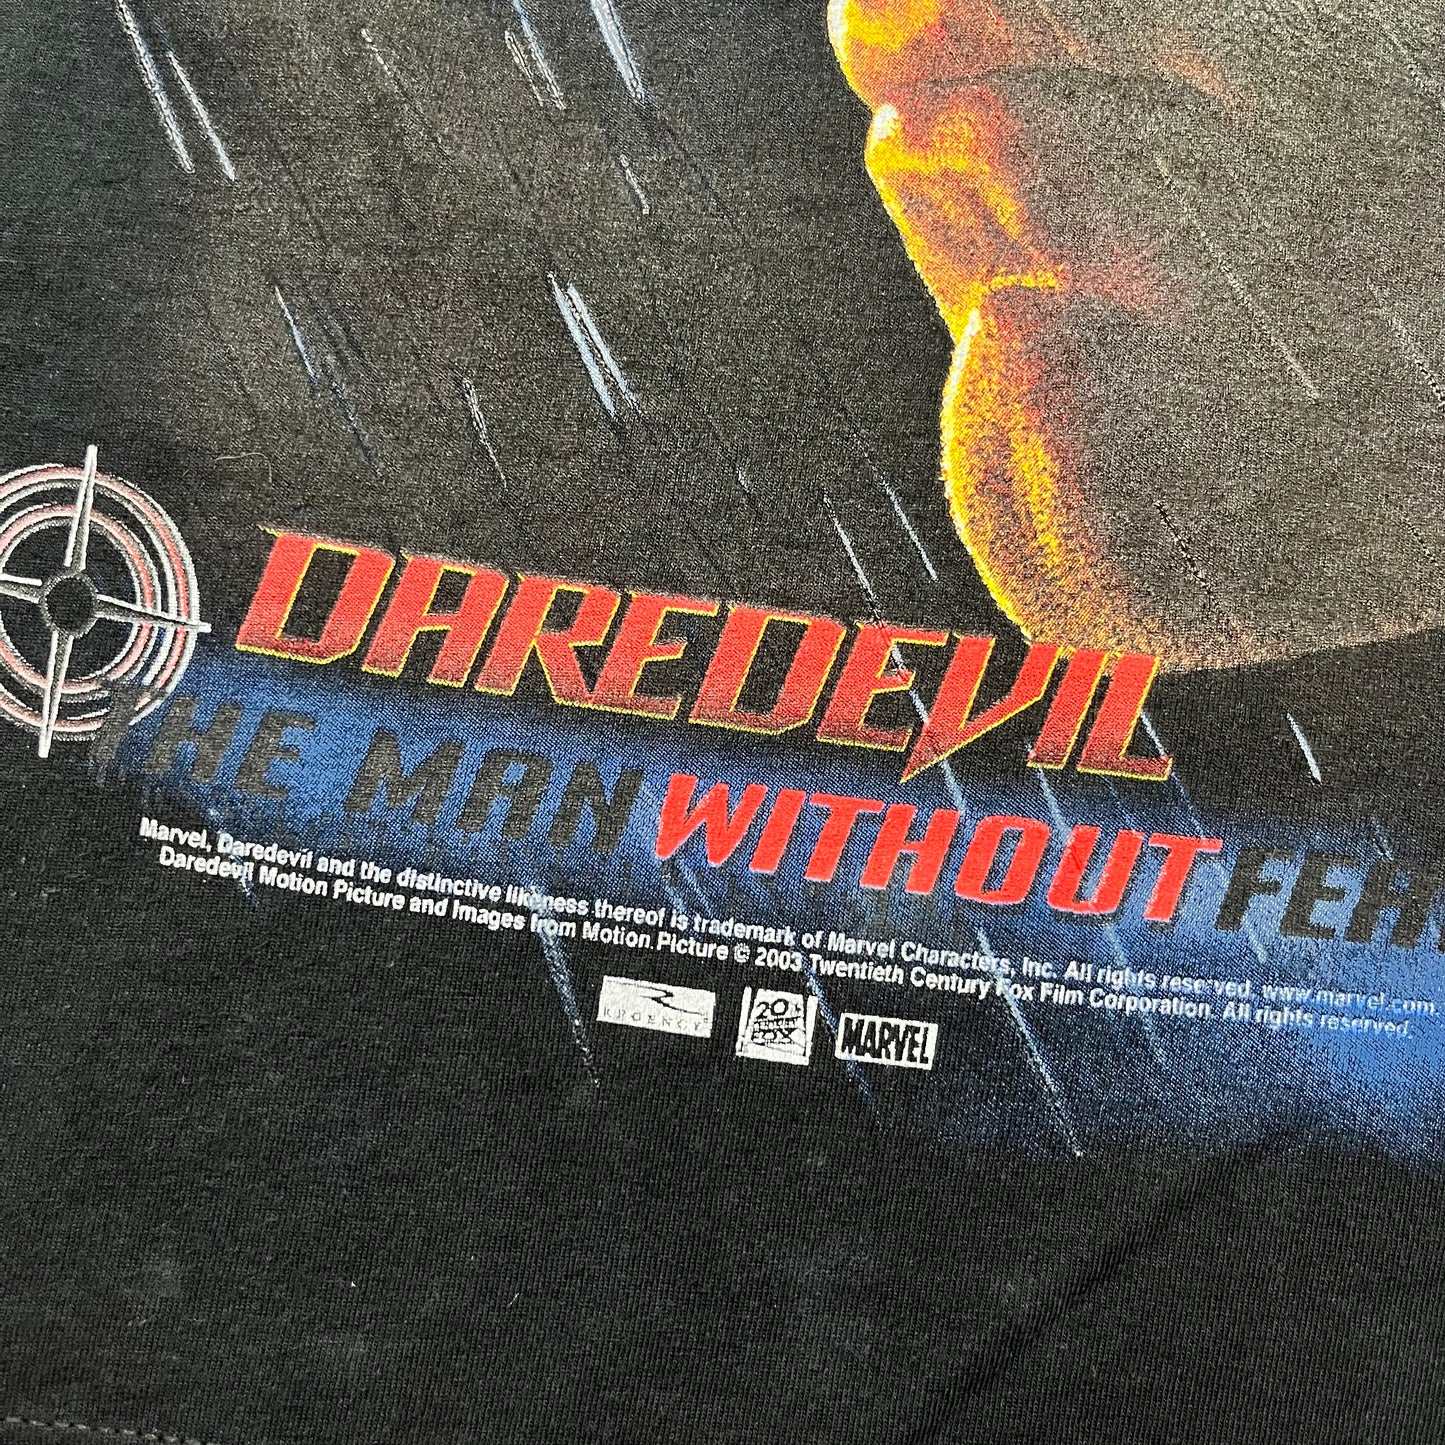 DAREDEVIL
THE MAN WITHOUT FEAR
Marvel, Daredevil and the distinctive likeness thereof is trademark of Marvel Characters, Inc. All rights reserved. www.marvel.com.
Daredevil Motion Picture and Images from Motion Picture © 2003 Twentieth Century Fox Film Corporation. All rights reserved.
REGENCY
20th CENTURY FOX
MARVEL